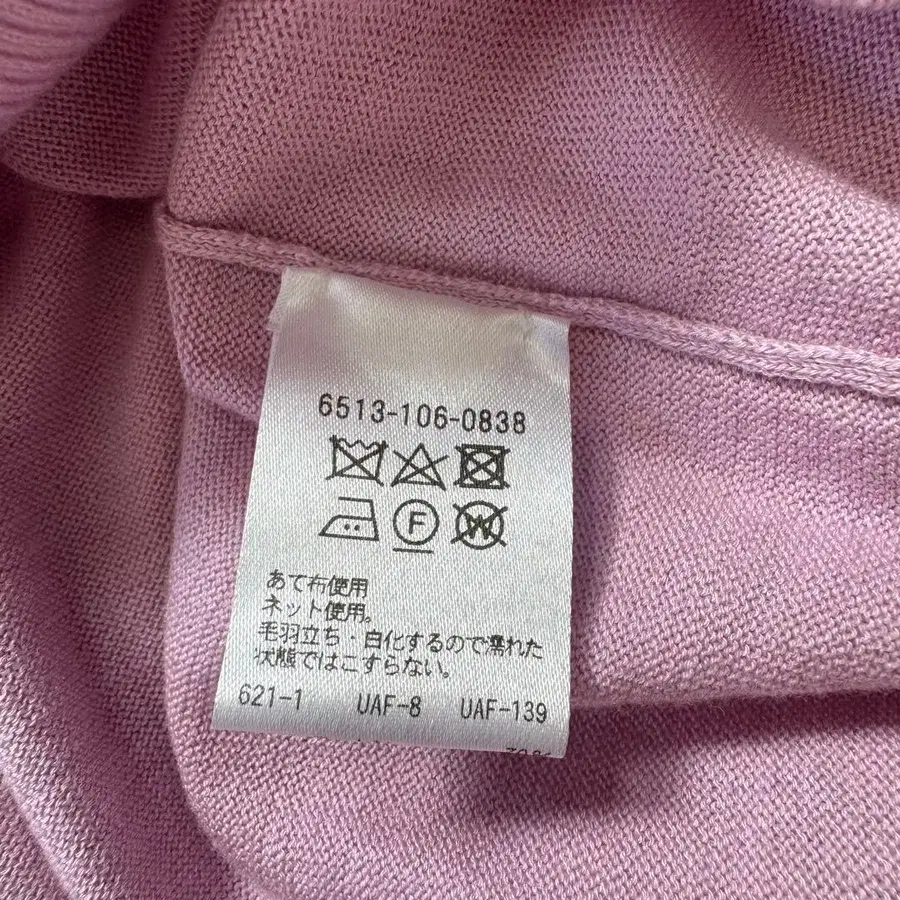 6513-106-0838
F W
あて布使用
ネット使用。
毛羽立ち・白化するので濡れた
状態ではこすらない。
621-1 UAF-8 UAF-139